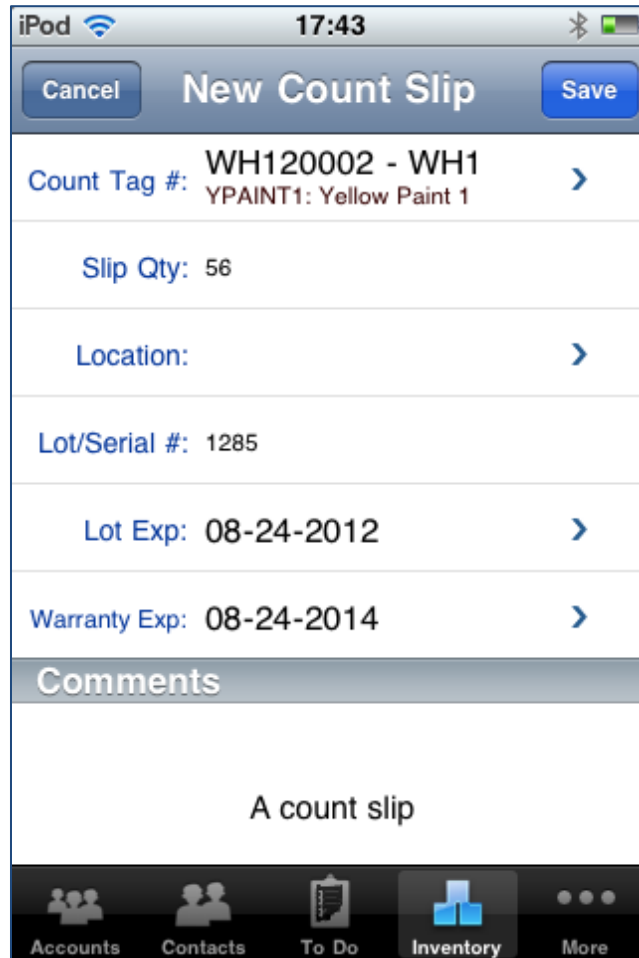 iPod 17:43
Cancel New Count Slip Save
Count Tag #: WH120002 - WH1
YPAINT1: Yellow Paint 1
Slip Qty: 56
Location:
Lot/Serial #: 1285
Lot Exp: 08-24-2012
Warranty Exp: 08-24-2014
Comments
A count slip
Accounts Contacts To Do Inventory More